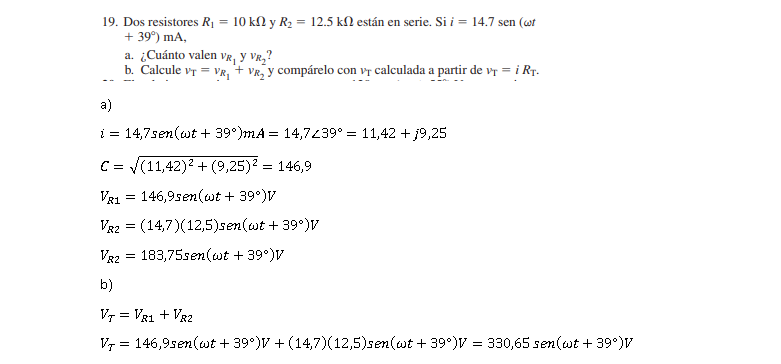 19. Dos resistores R₁ = 10 kΩ y R₂ = 12.5 kΩ están en serie. Si i = 14.7 sen (ωt
+ 39°) mA,
a. ¿Cuánto valen v_R₁ y v_R₂?
b. Calcule v_T = v_R₁ + v_R₂ y compárelo con v_T calculada a partir de v_T = i R_T.
a)
i = 14,7sen(ωt + 39°)mA = 14,7∠39° = 11,42 + j9,25
C = √((11,42)² + (9,25)²) = 146,9
V_R1 = 146,9sen(ωt + 39°)V
V_R2 = (14,7)(12,5)sen(ωt + 39°)V
V_R2 = 183,75sen(ωt + 39°)V
b)
V_T = V_R1 + V_R2
V_T = 146,9sen(ωt + 39°)V + (14,7)(12,5)sen(ωt + 39°)V = 330,65 sen(ωt + 39°)V